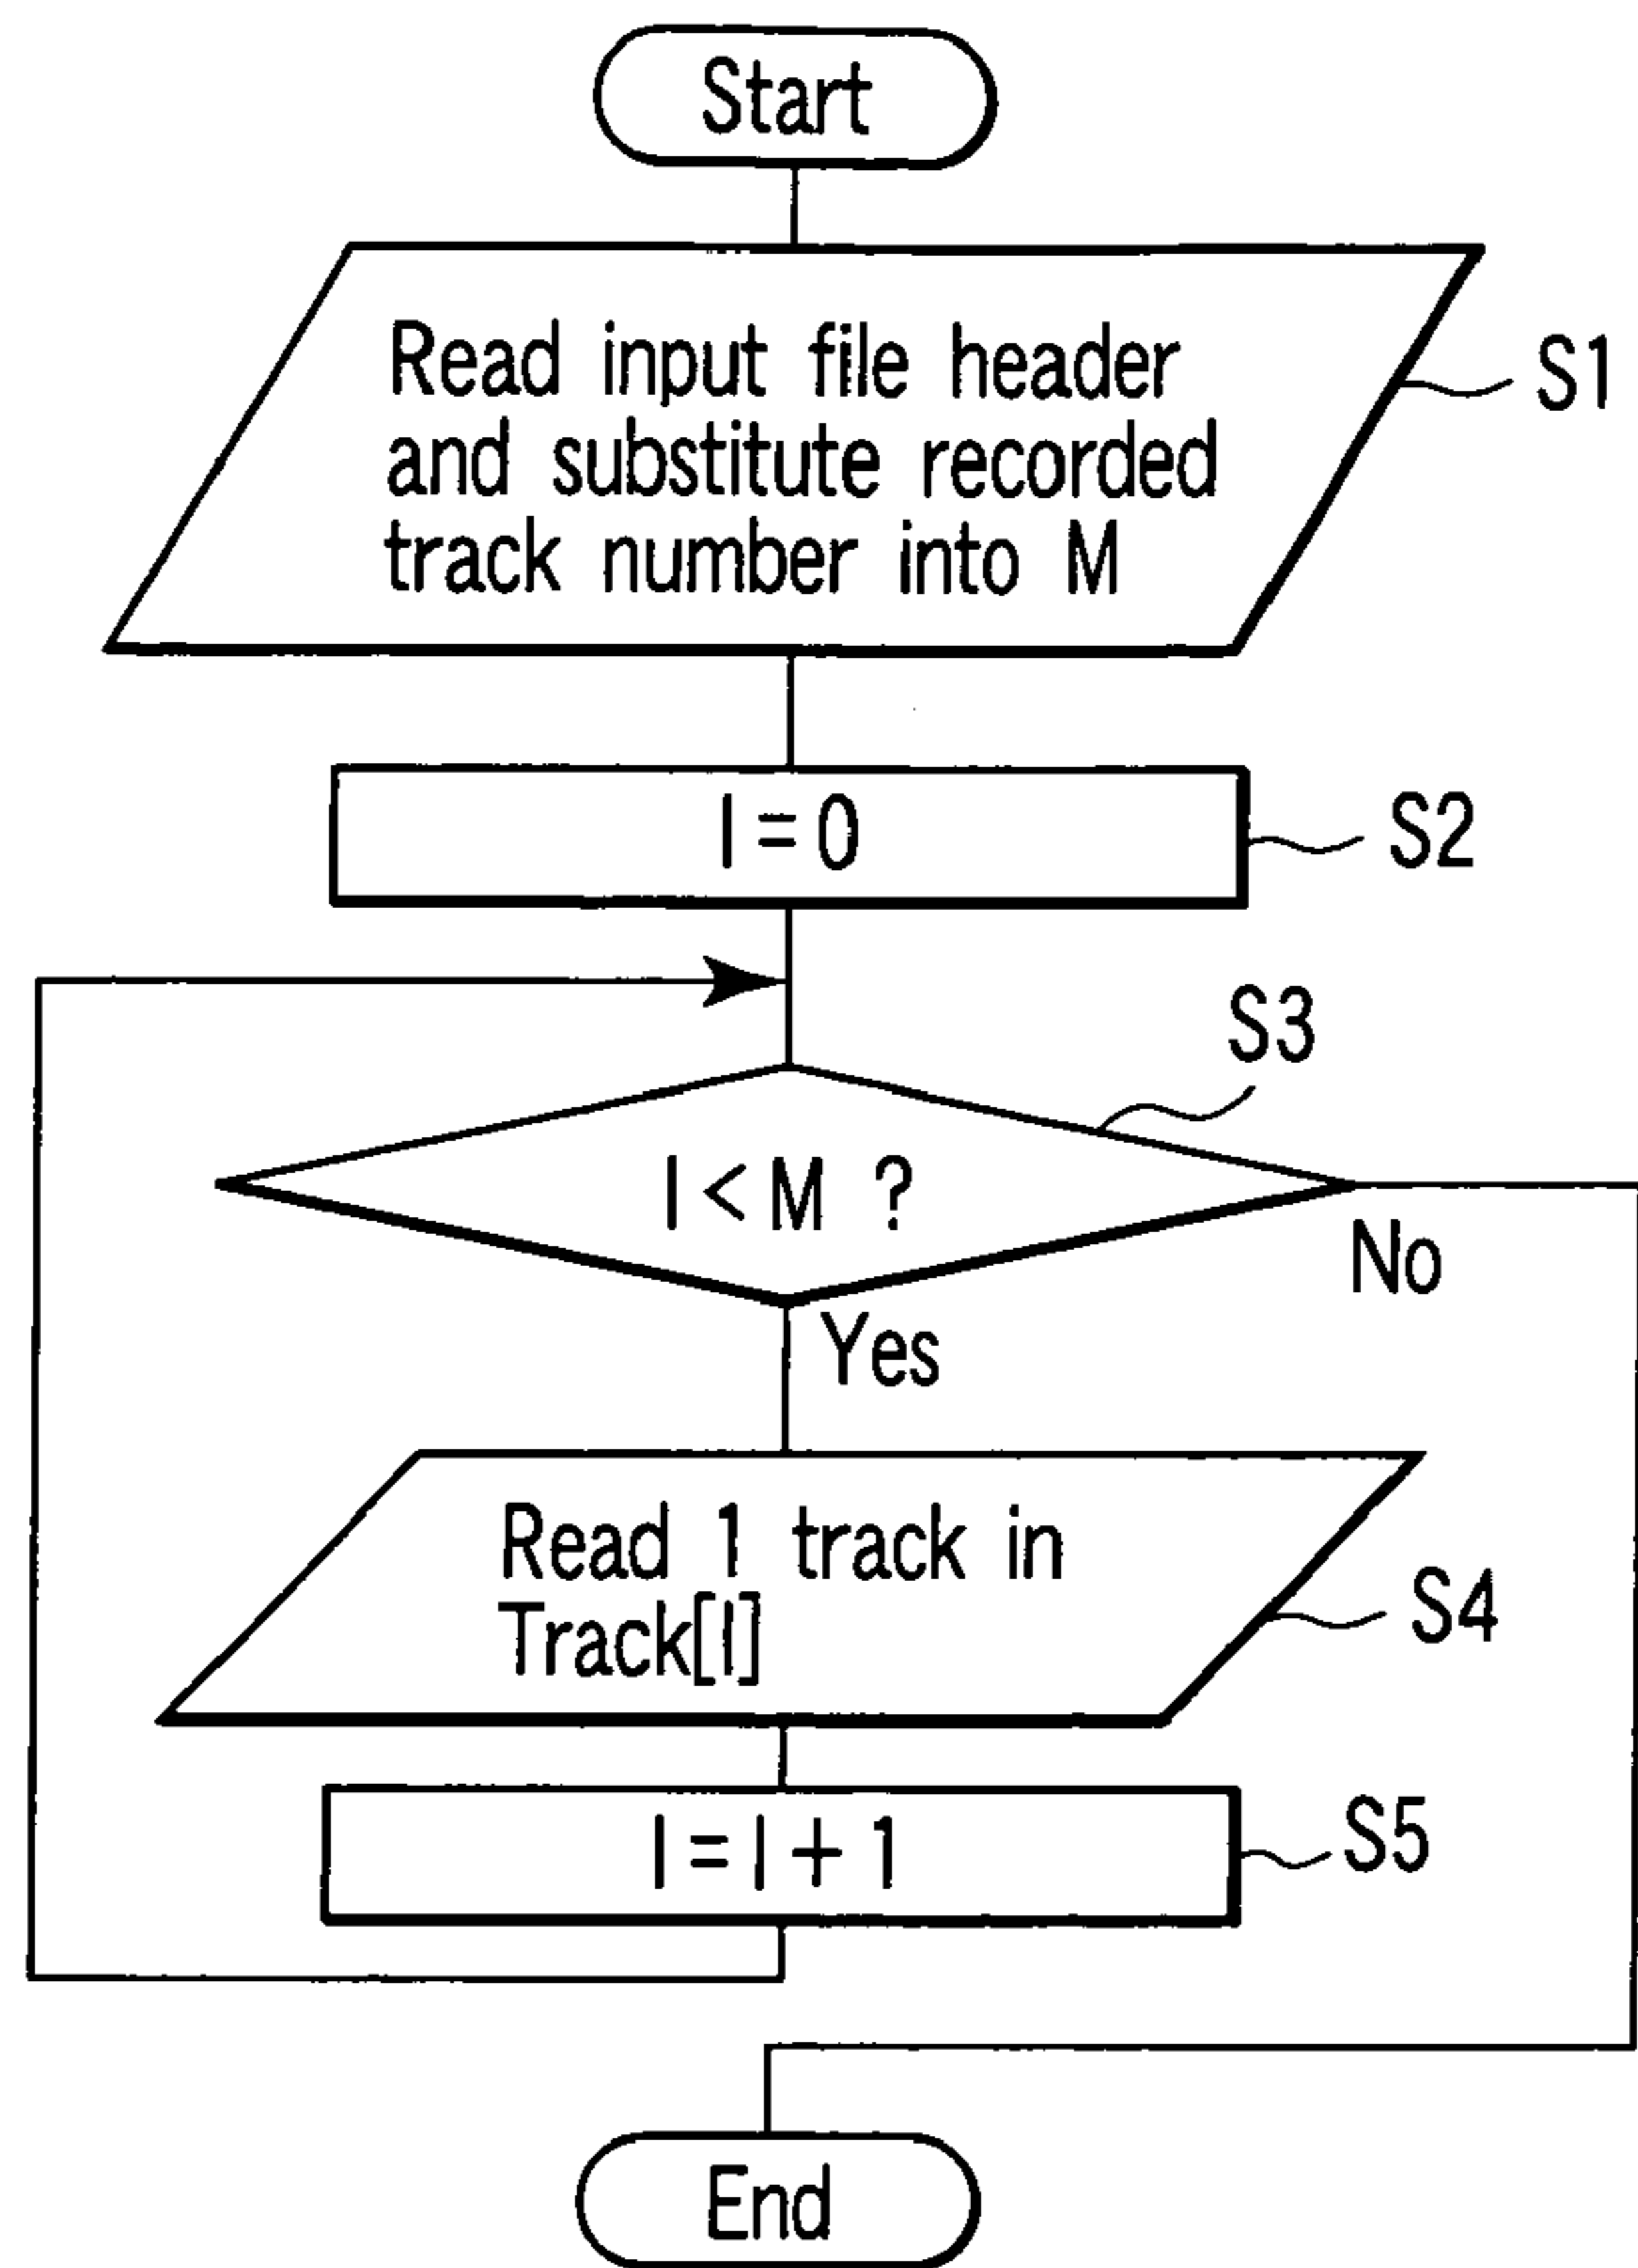 Start
Read input file header
and substitute recorded
track number into M
S1
I=0
S2
S3
I<M ?
No
Yes
Read 1 track in
Track[I]
S4
I=I+1
S5
End